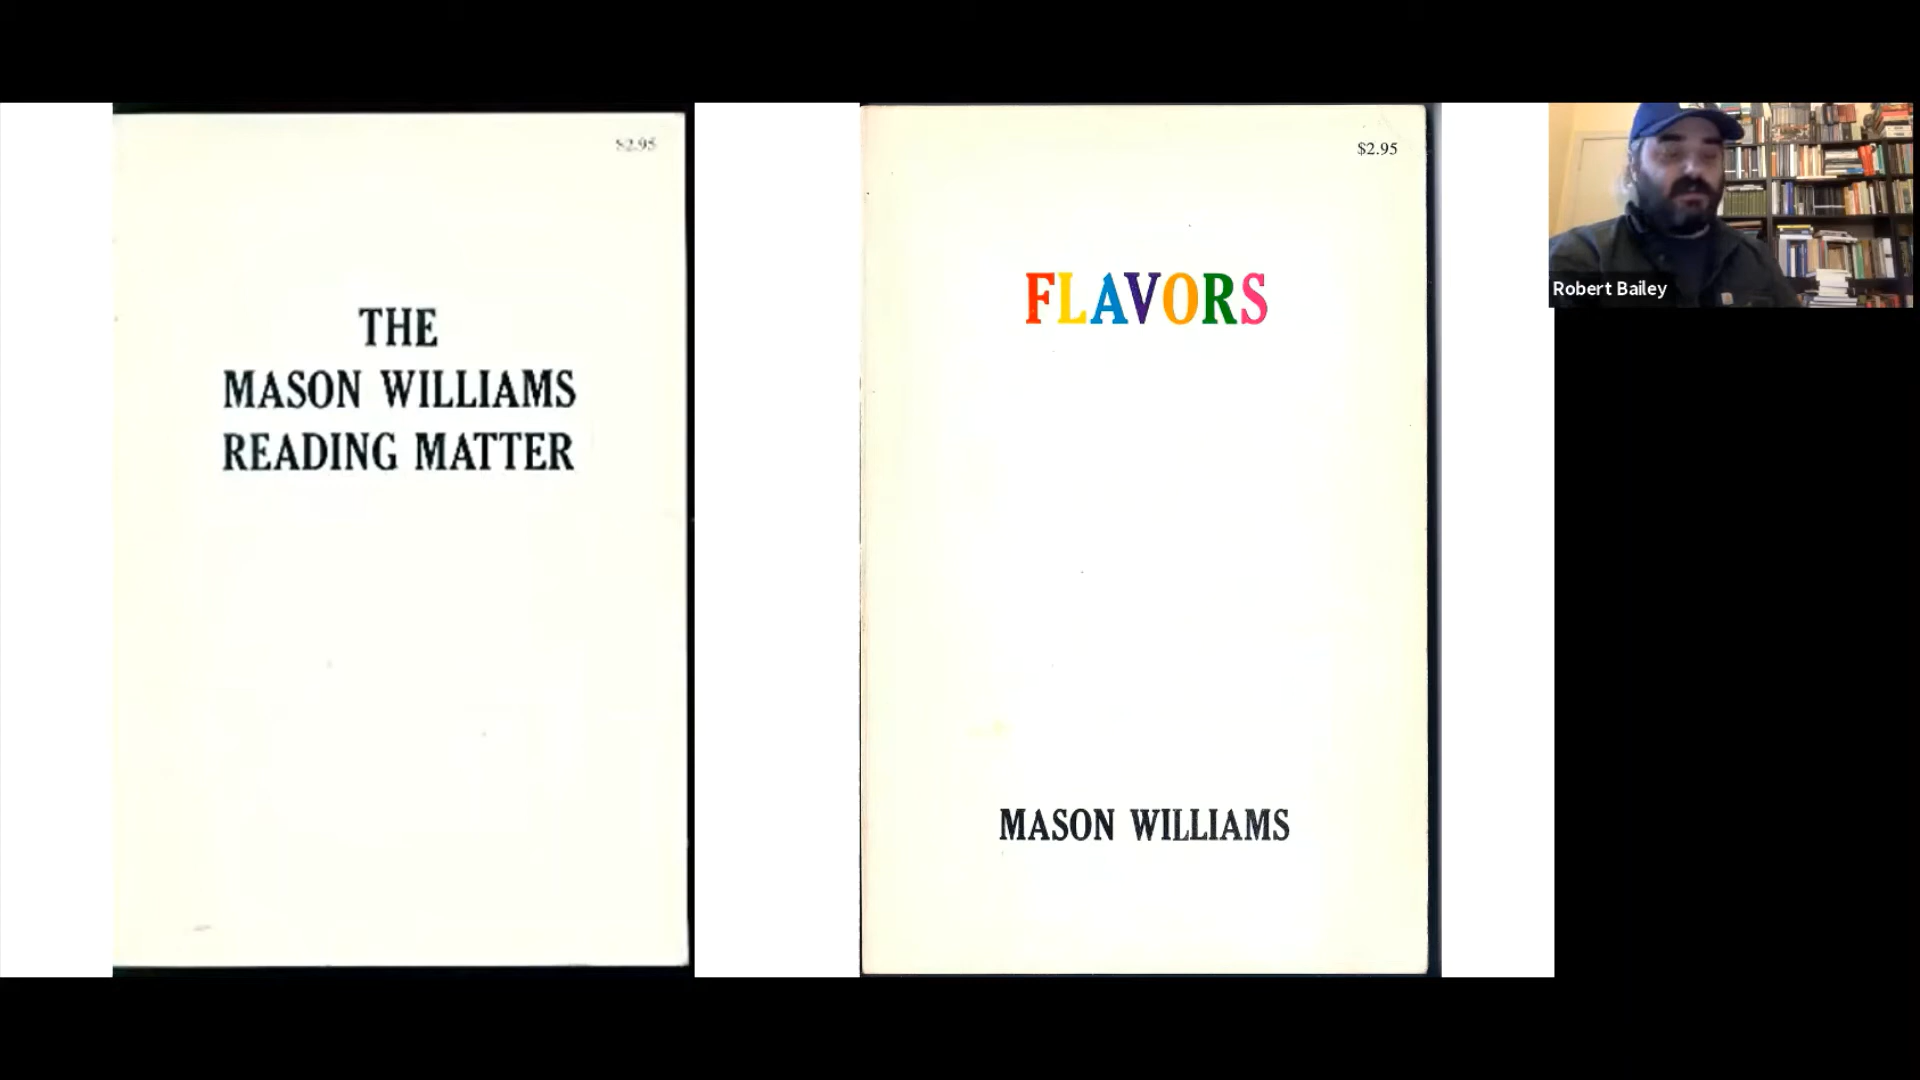 $2.95
THE
MASON WILLIAMS
READING MATTER
$2.95
FLAVORS
MASON WILLIAMS
Robert Bailey